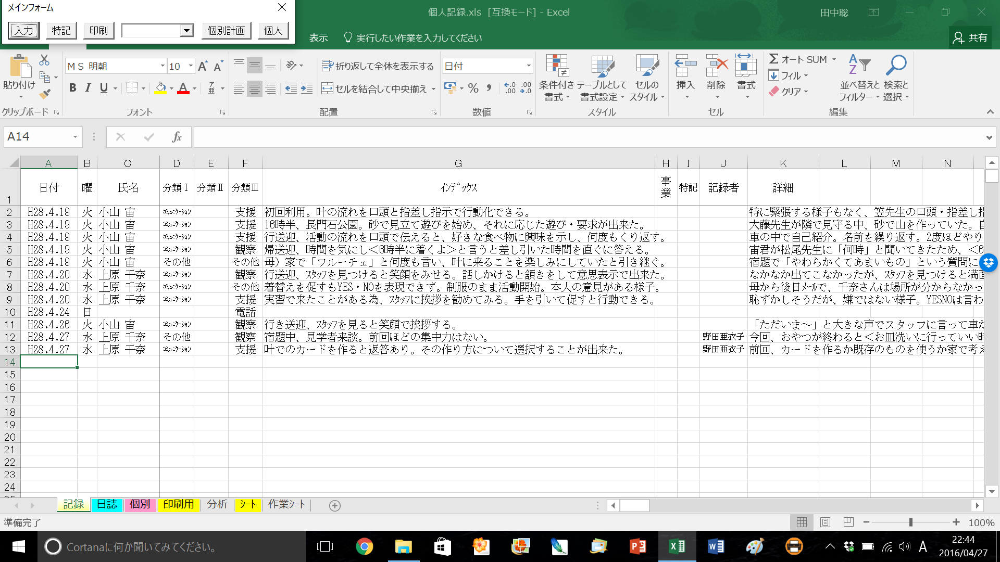 メインフォーム
入力 特記 印刷 個別計画 個人
個人記録.xls [互換モード] - Excel
田中聡
表示 実行したい作業を入力してください
共有
貼り付け
クリップボード
ＭＳ 明朝 10
B I U
フォント
折り返して全体を表示する
セルを結合して中央揃え
配置
日付
% ,
数値
条件付き書式
テーブルとして書式設定
セルのスタイル
スタイル
挿入 削除 書式
セル
Σ オート SUM
フィル
クリア
並べ替えとフィルター
検索と選択
編集
A14 fx
A B C D E F G H I J K L M N
1 日付 曜 氏名 分類Ⅰ 分類Ⅱ 分類Ⅲ ｲﾝﾃﾞｯｸｽ 事業 特記 記録者 詳細
2 H28.4.19 火 小山 宙 ｺﾐｭﾆｹｰｼｮﾝ 支援 初回利用。叶の流れを口頭と指差し指示で行動化できる。 特に緊張する様子もなく、笠先生の口頭・指差し指
3 H28.4.19 火 小山 宙 ｺﾐｭﾆｹｰｼｮﾝ 支援 16時半、長門石公園。砂で見立て遊びを始め、それに応じた遊び・要求が出来た。 大藤先生が隣で見守る中、砂で山を作っていた。自
4 H28.4.19 火 小山 宙 ｺﾐｭﾆｹｰｼｮﾝ 支援 行送迎、活動の流れを口頭で伝えると、好きな食べ物に興味を示し、何度もくり返す。 車の中で自己紹介。名前を繰り返す。2度ほどやり
5 H28.4.19 火 小山 宙 ｺﾐｭﾆｹｰｼｮﾝ 観察 帰送迎、時間を気にし＜6時半に着くよ＞と言うと差し引いた時間を直ぐに答える。 宙君が松尾先生に「何時」と聞いてきたため、＜6
6 H28.4.19 火 小山 宙 その他 その他 母）家で「フルーチェ」と何度も言い、叶に来ることを楽しみにしていたと引き継ぐ。 宿題で「やわらかくてあまいもの」という質問に
7 H28.4.20 水 上原 千奈 ｺﾐｭﾆｹｰｼｮﾝ 観察 行送迎、ｽﾀｯﾌを見つけると笑顔をみせる。話しかけると頷きをして意思表示で出来た。 なかなか出てこなかったが、ｽﾀｯﾌを見つけると満面
8 H28.4.20 水 上原 千奈 ｺﾐｭﾆｹｰｼｮﾝ その他 着替えを促すもYES・NOを表現できず。制服のまま活動開始。本人の意見がある様子。 母から後日ﾒｰﾙで、千奈さんは場所が分からなかっ
9 H28.4.20 水 上原 千奈 ｺﾐｭﾆｹｰｼｮﾝ 支援 実習で来たことがある為、ｽﾀｯﾌに挨拶を勧めてみる。手を引いて促すと行動できる。 恥ずかしそうだが、嫌ではない様子。YESNOは言わ
10 H28.4.24 日 電話
11 H28.4.26 火 小山 宙 ｺﾐｭﾆｹｰｼｮﾝ 観察 行き送迎、ｽﾀｯﾌを見ると笑顔で挨拶する。 「ただいま～」と大きな声でスタッフに言って車か
12 H28.4.27 水 上原 千奈 その他 観察 宿題中、見学者来談。前回ほどの集中力はない。 野田亜衣子 今回、おやつが終わると＜お皿洗いに行っていい時
13 H28.4.27 水 上原 千奈 ｺﾐｭﾆｹｰｼｮﾝ 支援 叶でのカードを作ると返答あり。その作り方について選択することが出来た。 野田亜衣子 前回、カードを作るか既存のものを使うか家で考え
14
15
16
17
18
19
20
21
22
23
24
記録 日誌 個別 印刷用 分析 ｼｰﾄ 作業ｼｰﾄ
準備完了 100%
Cortanaに何か聞いてみてください。
A
22:44
2016/04/27